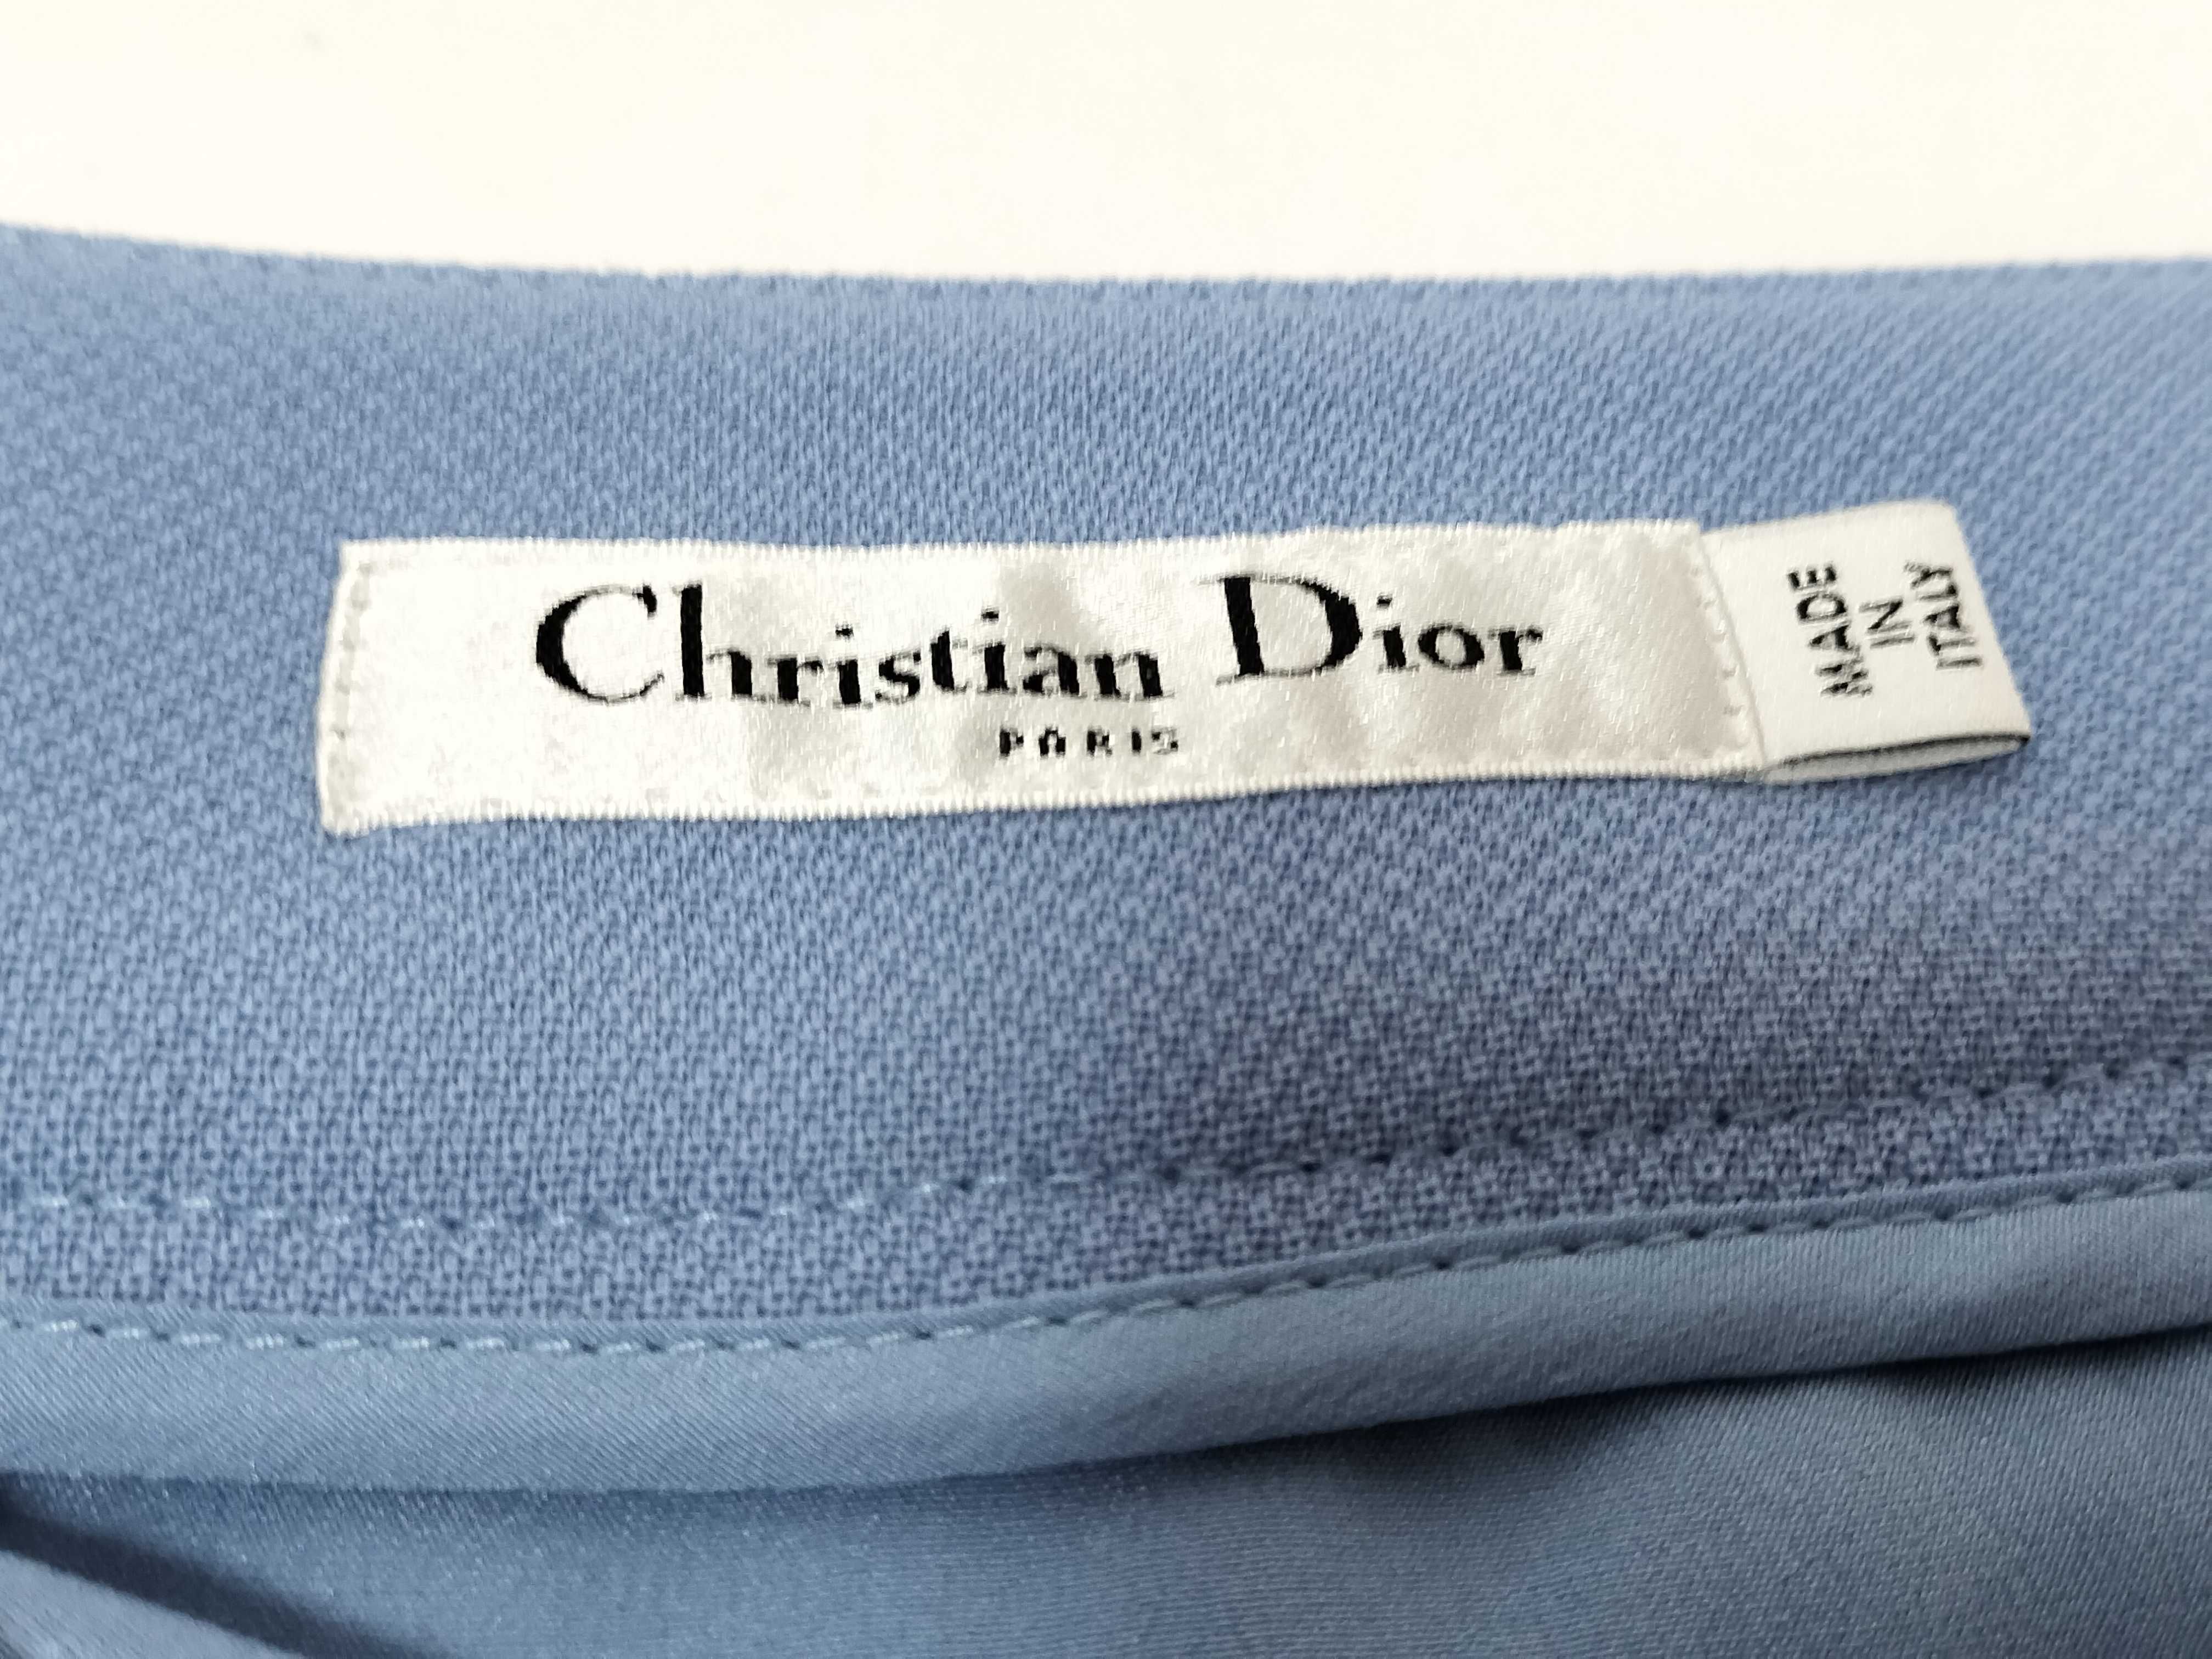 Christian Dior
PARIS
MADE
IN
ITALY